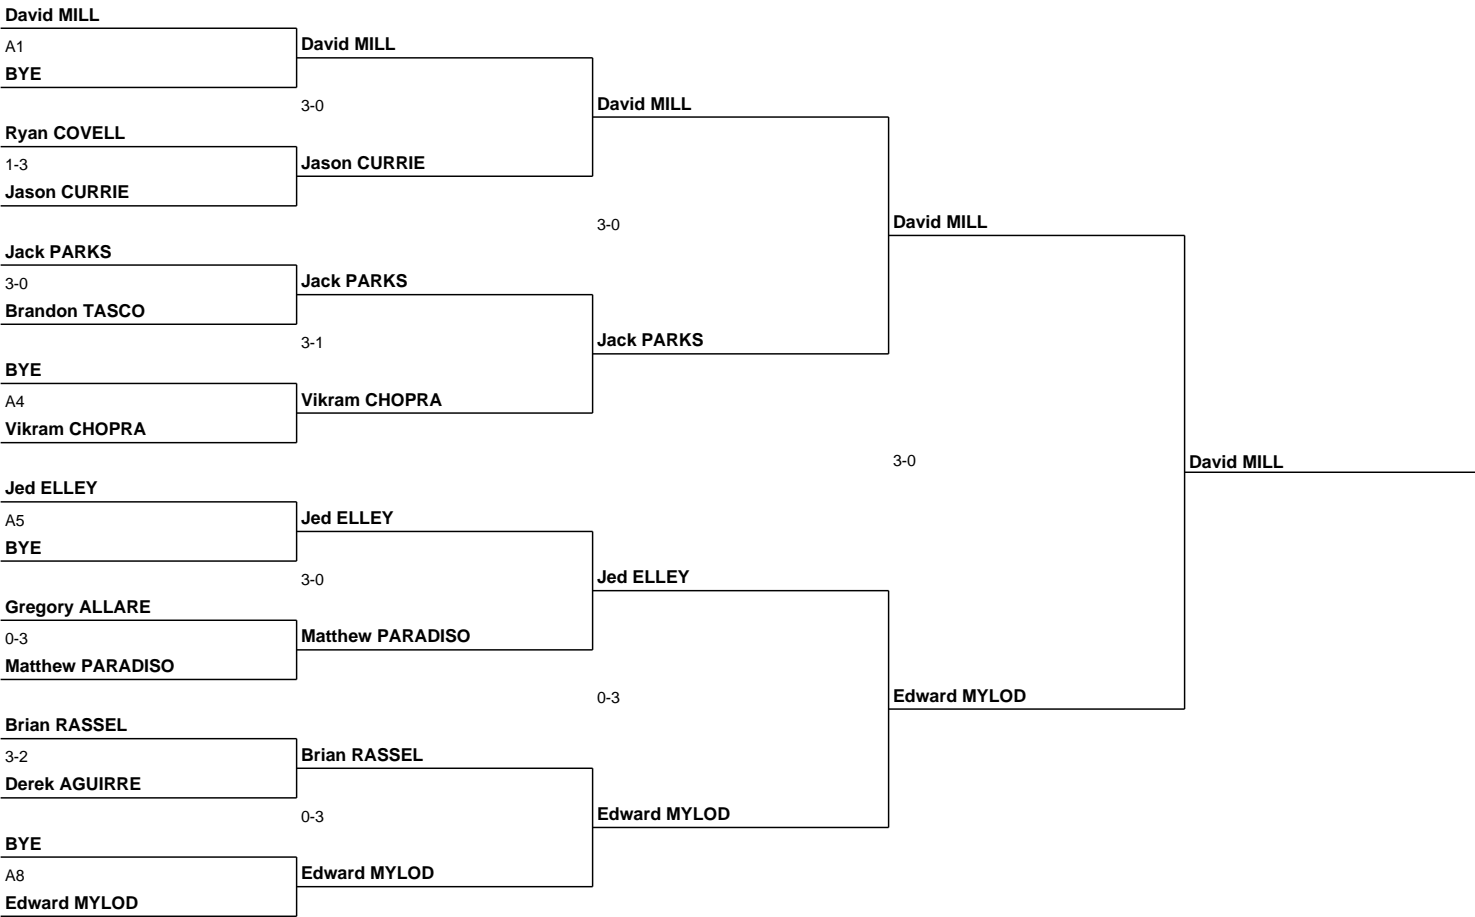 David MILL
A1
BYE
Ryan COVELL
1-3
Jason CURRIE
Jack PARKS
3-0
Brandon TASCO
BYE
A4
Vikram CHOPRA
Jed ELLEY
A5
BYE
Gregory ALLARE
0-3
Matthew PARADISO
Brian RASSEL
3-2
Derek AGUIRRE
BYE
A8
Edward MYLOD
David MILL
3-0
Jason CURRIE
Jack PARKS
3-1
Vikram CHOPRA
Jed ELLEY
3-0
Matthew PARADISO
Brian RASSEL
0-3
Edward MYLOD
David MILL
3-0
Jack PARKS
Jed ELLEY
0-3
Edward MYLOD
David MILL
3-0
Edward MYLOD
David MILL